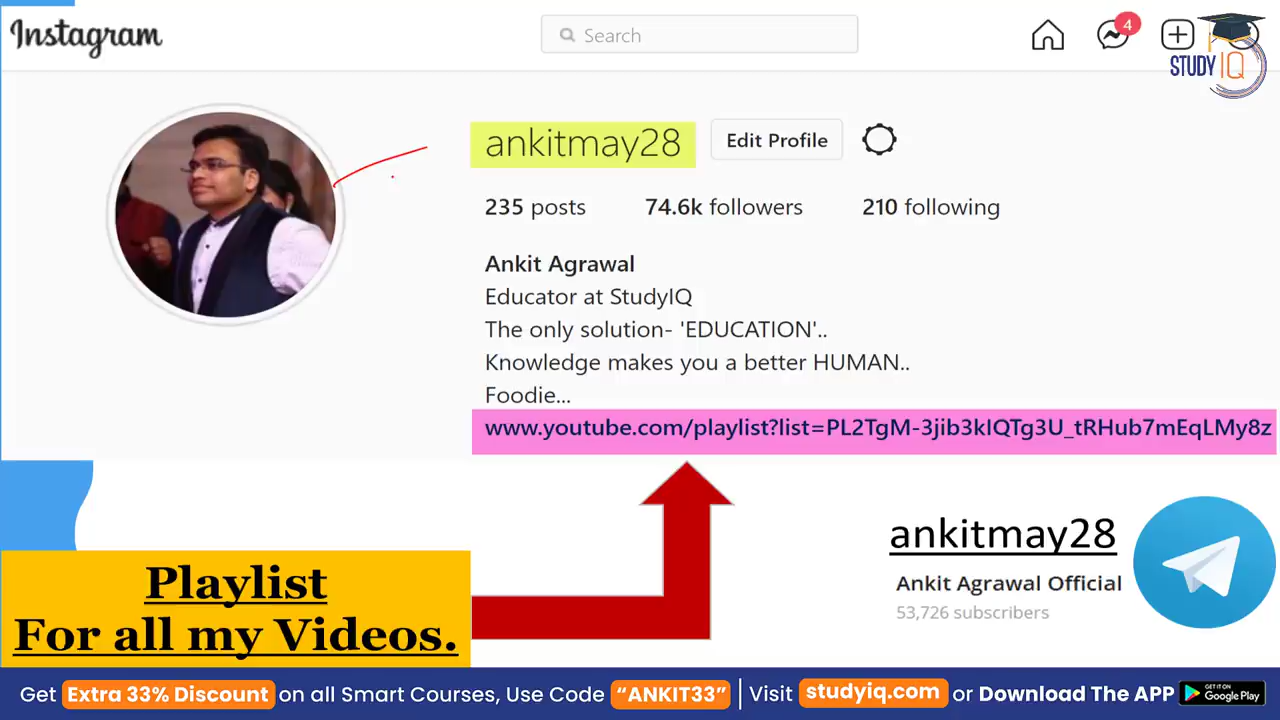 Instagram
Search
4
STUDY IQ
ankitmay28 Edit Profile
235 posts 74.6k followers 210 following
Ankit Agrawal
Educator at StudyIQ
The only solution- 'EDUCATION'..
Knowledge makes you a better HUMAN..
Foodie...
www.youtube.com/playlist?list=PL2TgM-3jib3kIQTg3U_tRHub7mEqLMy8z
ankitmay28
Ankit Agrawal Official
53,726 subscribers
Playlist
For all my Videos.
Get Extra 33% Discount on all Smart Courses, Use Code “ANKIT33” | Visit studyiq.com or Download The APP GET IT ON Google Play